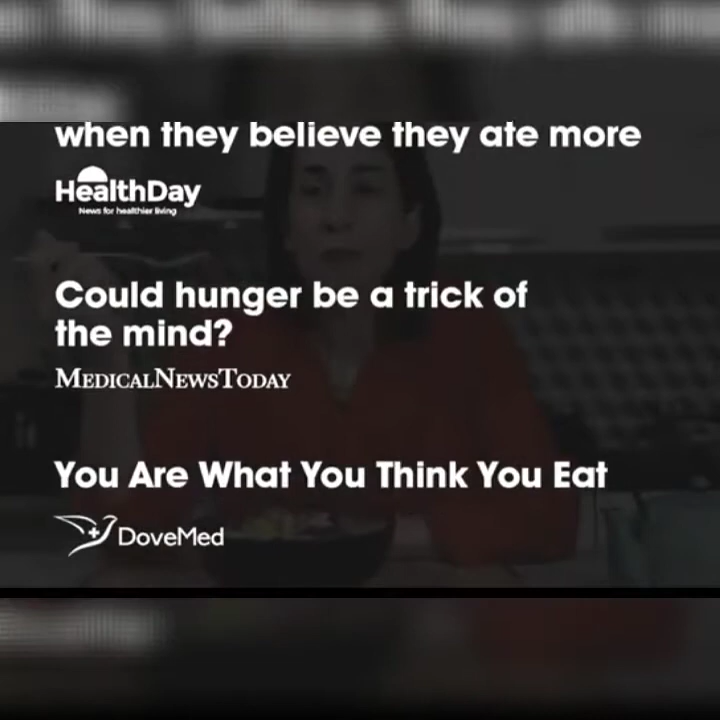 when they believe they ate more
HealthDay
News for healthier living
Could hunger be a trick of
the mind?
MEDICALNEWSTODAY
You Are What You Think You Eat
DoveMed